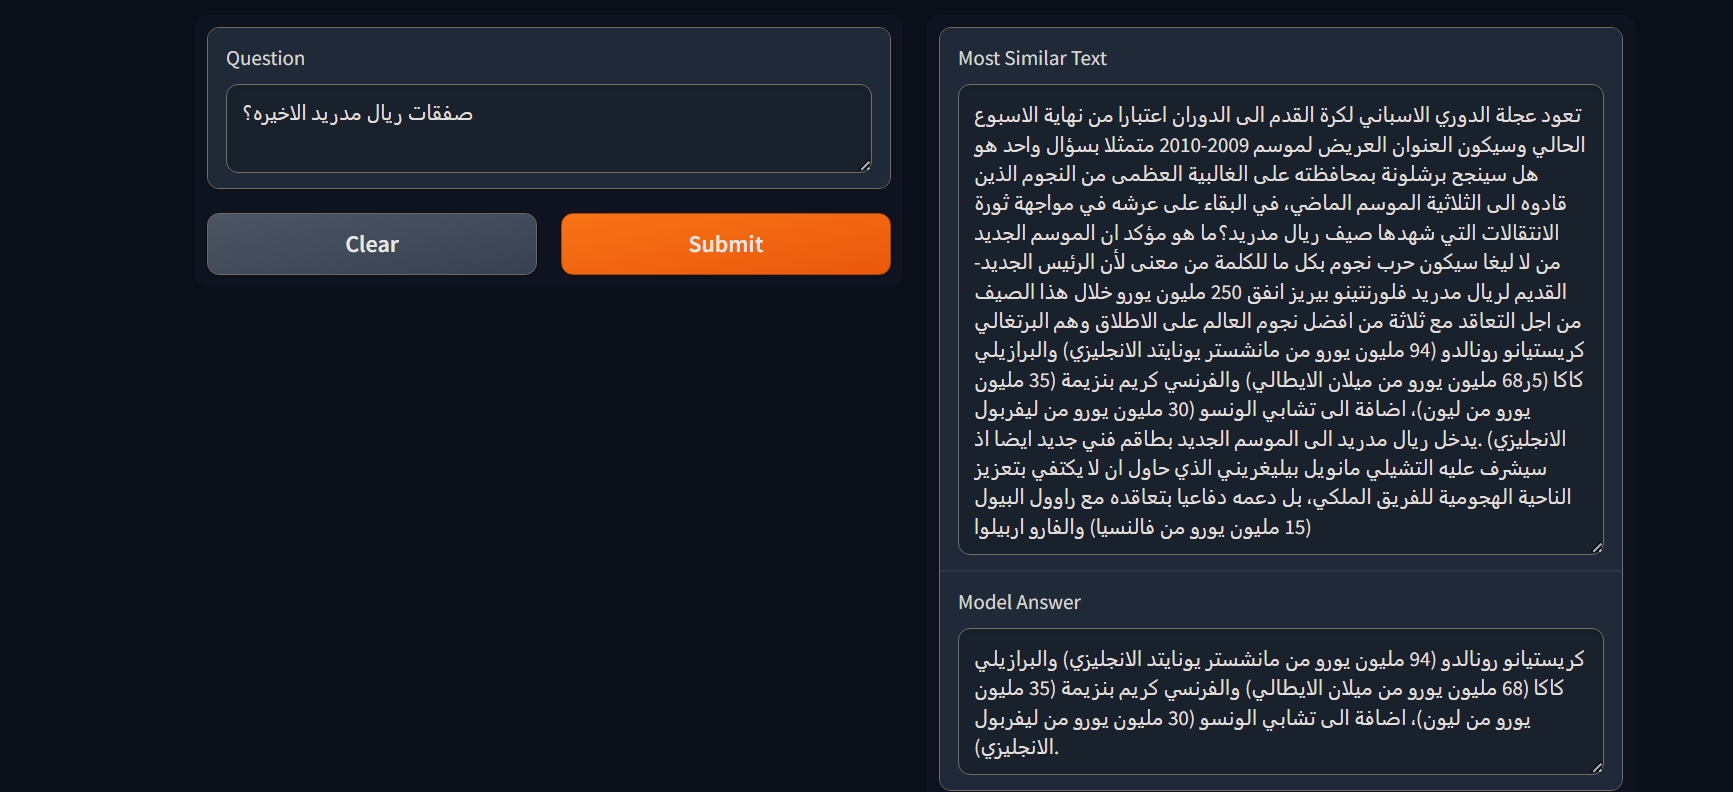 Question
صفقات ريال مدريد الاخيره؟
Clear
Submit
Most Similar Text
تعود عجلة الدوري الاسباني لكرة القدم الى الدوران اعتبارا من نهاية الاسبوع
الحالي وسيكون العنوان العريض لموسم 2009-2010 متمثلا بسؤال واحد هو
هل سينجح برشلونة بمحافظته على الغالبية العظمى من النجوم الذين
قادوه الى الثلاثية الموسم الماضي، في البقاء على عرشه في مواجهة ثورة
الانتقالات التي شهدها صيف ريال مدريد؟ما هو مؤكد ان الموسم الجديد
من لا ليغا سيكون حرب نجوم بكل ما للكلمة من معنى لأن الرئيس الجديد-
القديم لريال مدريد فلورنتينو بيريز انفق 250 مليون يورو خلال هذا الصيف
من اجل التعاقد مع ثلاثة من افضل نجوم العالم على الاطلاق وهم البرتغالي
كريستيانو رونالدو (94 مليون يورو من مانشستر يونايتد الانجليزي) والبرازيلي
كاكا (5ر68 مليون يورو من ميلان الايطالي) والفرنسي كريم بنزيمة (35 مليون
يورو من ليون)، اضافة الى تشابي الونسو (30 مليون يورو من ليفربول
الانجليزي) .يدخل ريال مدريد الى الموسم الجديد بطاقم فني جديد ايضا اذ
سيشرف عليه التشيلي مانويل بيليغريني الذي حاول ان لا يكتفي بتعزيز
الناحية الهجومية للفريق الملكي، بل دعمه دفاعيا بتعاقده مع راوول البيول
(15 مليون يورو من فالنسيا) والفارو اربيلوا
Model Answer
كريستيانو رونالدو (94 مليون يورو من مانشستر يونايتد الانجليزي) والبرازيلي
كاكا (68 مليون يورو من ميلان الايطالي) والفرنسي كريم بنزيمة (35 مليون
يورو من ليون)، اضافة الى تشابي الونسو (30 مليون يورو من ليفربول
الانجليزي).